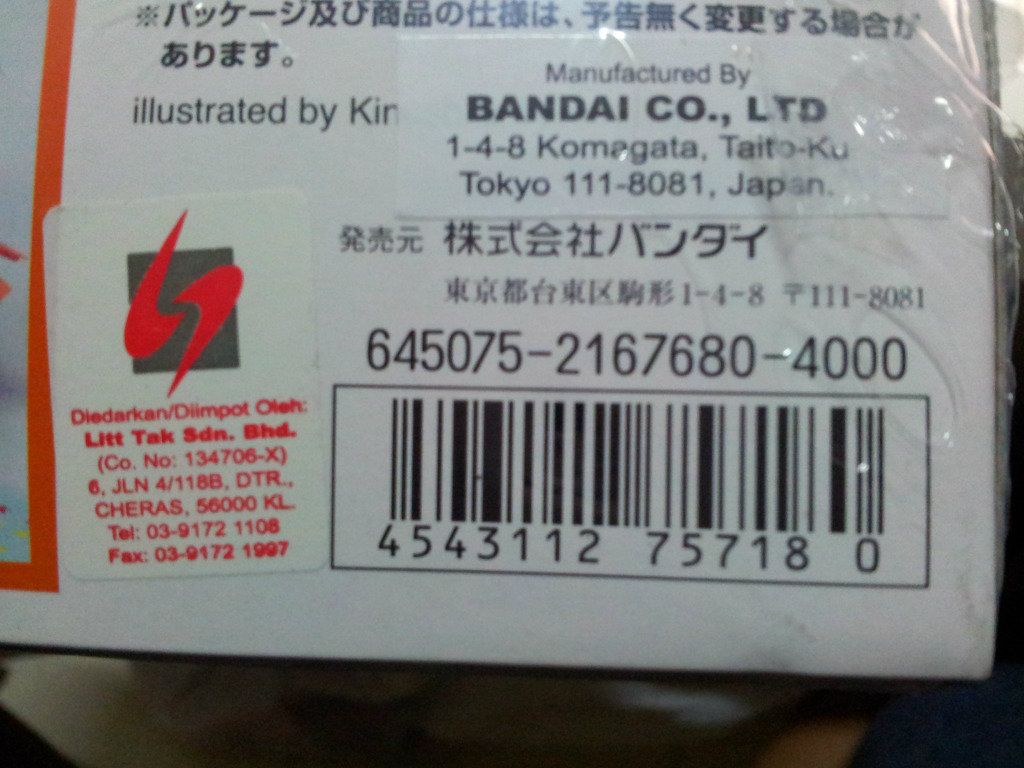 ※パッケージ及び商品の仕様は、予告無く変更する場合が
あります。
illustrated by Kin
Manufactured By
BANDAI CO., LTD
1-4-8 Komagata, Taito-Ku
Tokyo 111-8081, Japan.
発売元 株式会社バンダイ
東京都台東区駒形1-4-8 〒111-8081
645075-2167680-4000
4543112 75718 0
Diedarkan/Diimpot Oleh:
Litt Tak Sdn. Bhd.
(Co. No: 134706-X)
6, JLN 4/118B, DTR.,
CHERAS, 56000 KL.
Tel: 03-9172 1108
Fax: 03-9172 1997